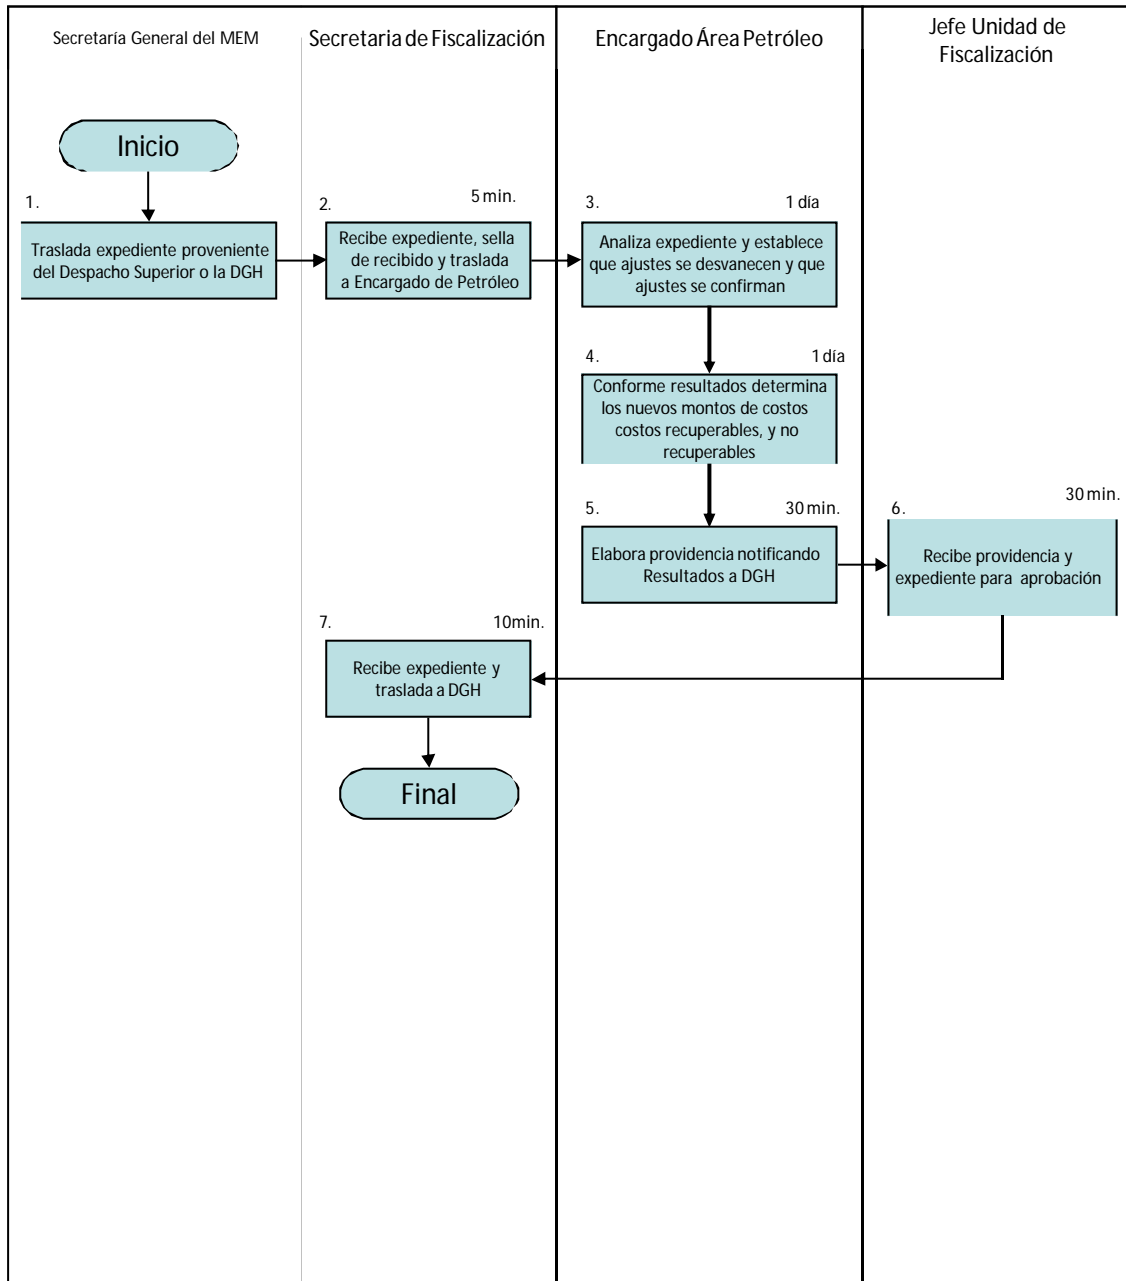 Secretaría General del MEM
Secretaria de Fiscalización
Encargado Área Petróleo
Jefe Unidad de
Fiscalización
Inicio
1.
Traslada expediente proveniente
del Despacho Superior o la DGH
2.
5 min.
Recibe expediente, sella
de recibido y traslada
a Encargado de Petróleo
3.
1 día
Analiza expediente y establece
que ajustes se desvanecen y que
ajustes se confirman
4.
1 día
Conforme resultados determina
los nuevos montos de costos
costos recuperables, y no
recuperables
5.
30 min.
Elabora providencia notificando
Resultados a DGH
6.
30 min.
Recibe providencia y
expediente para aprobación
7.
10min.
Recibe expediente y
traslada a DGH
Final